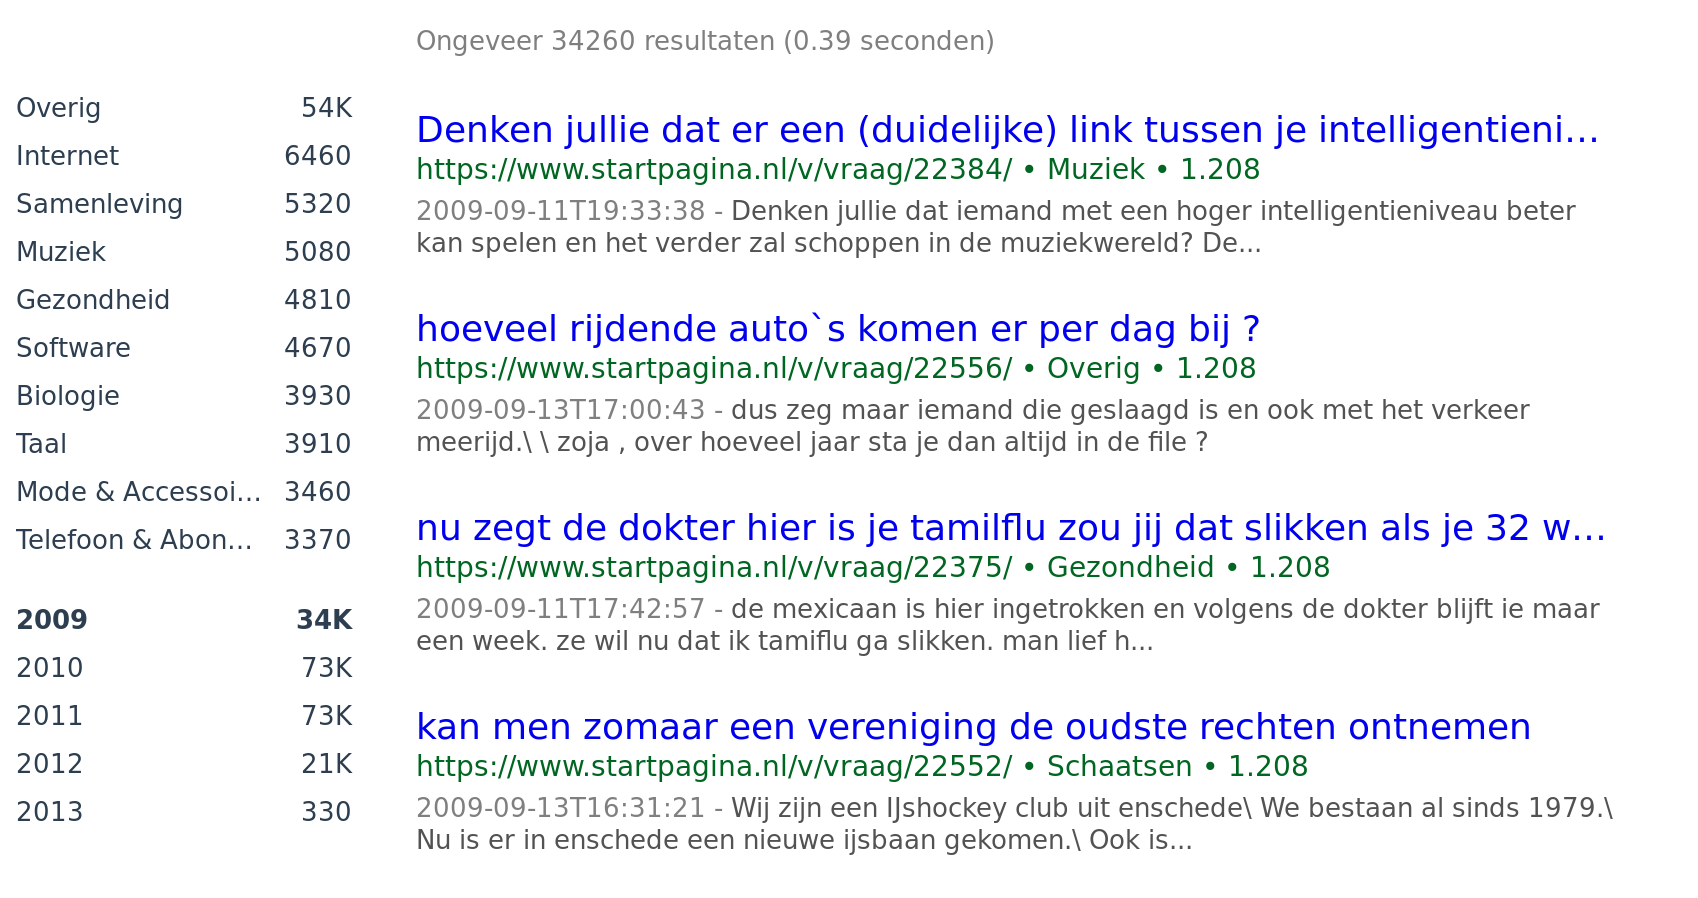 Ongeveer 34260 resultaten (0.39 seconden)
Overig 54K
Internet 6460
Samenleving 5320
Muziek 5080
Gezondheid 4810
Software 4670
Biologie 3930
Taal 3910
Mode & Accessoi... 3460
Telefoon & Abon... 3370
2009 34K
2010 73K
2011 73K
2012 21K
2013 330
Denken jullie dat er een (duidelijke) link tussen je intelligentieni...
https://www.startpagina.nl/v/vraag/22384/ • Muziek • 1.208
2009-09-11T19:33:38 - Denken jullie dat iemand met een hoger intelligentieniveau beter
kan spelen en het verder zal schoppen in de muziekwereld? De...
hoeveel rijdende auto`s komen er per dag bij ?
https://www.startpagina.nl/v/vraag/22556/ • Overig • 1.208
2009-09-13T17:00:43 - dus zeg maar iemand die geslaagd is en ook met het verkeer
meerijd.\ \ zoja , over hoeveel jaar sta je dan altijd in de file ?
nu zegt de dokter hier is je tamilflu zou jij dat slikken als je 32 w...
https://www.startpagina.nl/v/vraag/22375/ • Gezondheid • 1.208
2009-09-11T17:42:57 - de mexicaan is hier ingetrokken en volgens de dokter blijft ie maar
een week. ze wil nu dat ik tamiflu ga slikken. man lief h...
kan men zomaar een vereniging de oudste rechten ontnemen
https://www.startpagina.nl/v/vraag/22552/ • Schaatsen • 1.208
2009-09-13T16:31:21 - Wij zijn een IJshockey club uit enschede\ We bestaan al sinds 1979.\
Nu is er in enschede een nieuwe ijsbaan gekomen.\ Ook is...